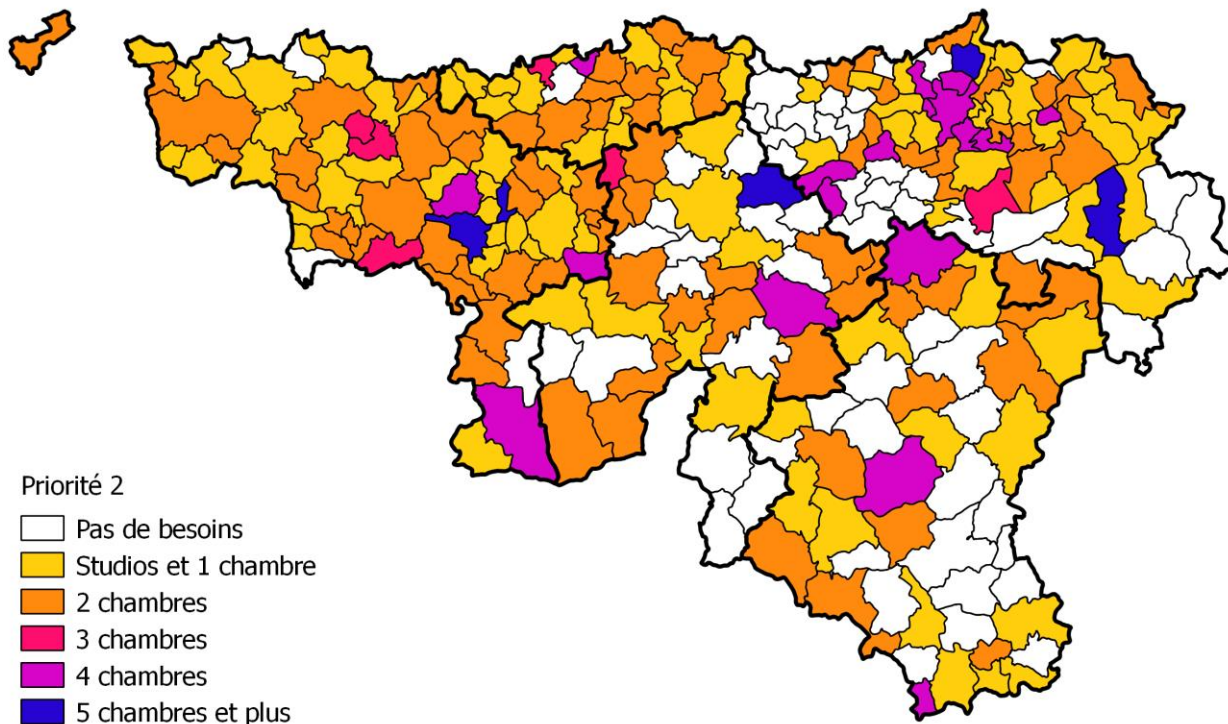 Priorité 2
Pas de besoins
Studios et 1 chambre
2 chambres
3 chambres
4 chambres
5 chambres et plus